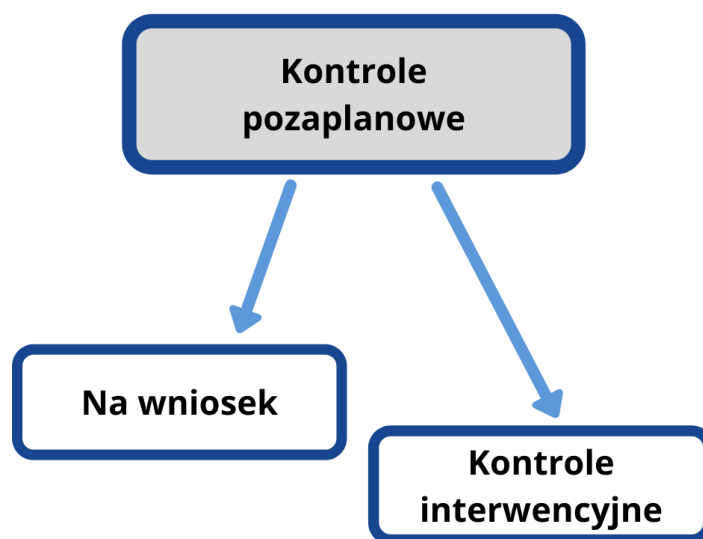 Kontrole
pozaplanowe
Na wniosek
Kontrole
interwencyjne